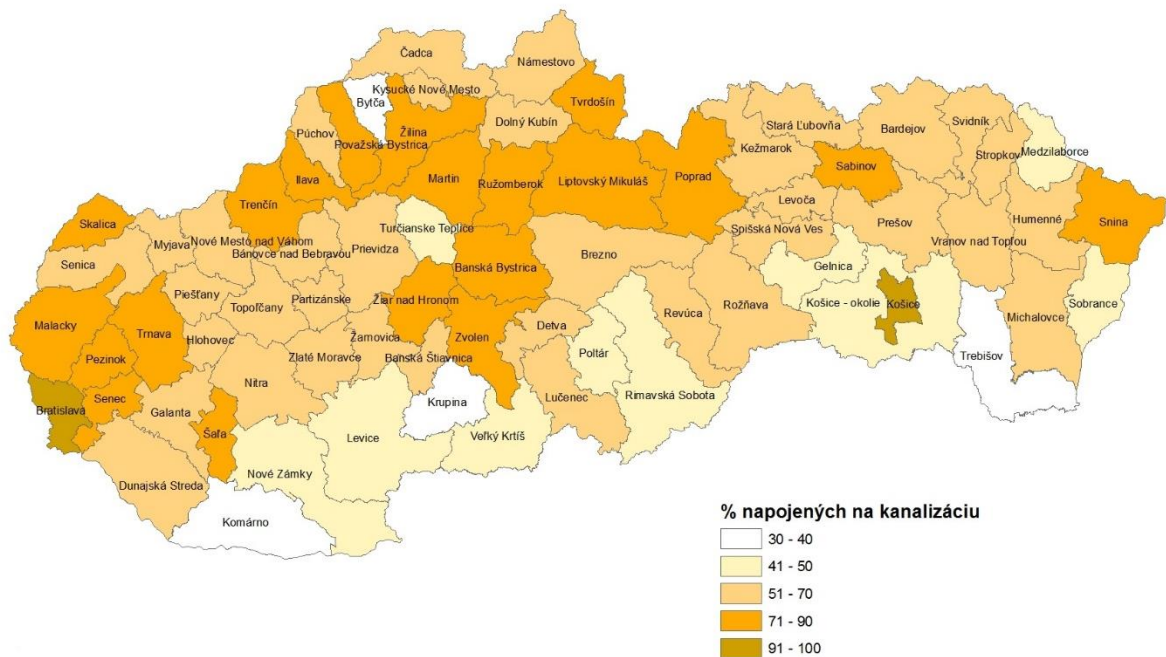 Čadca
Námestovo
Kysucké Nové Mesto
Bytča
Tvrdošín
Púchov
Žilina
Dolný Kubín
Považská Bystrica
Stará Ľubovňa
Bardejov
Svidník
Stropkov
Medzilaborce
Kežmarok
Ilava
Martin
Ružomberok
Liptovský Mikuláš
Poprad
Sabinov
Trenčín
Levoča
Humenné
Snina
Skalica
Turčianske Teplice
Prešov
Spišská Nová Ves
Myjava
Nové Mesto nad Váhom
Bánovce nad Bebravou
Prievidza
Vranov nad Topľou
Senica
Brezno
Banská Bystrica
Gelnica
Piešťany
Topoľčany
Partizánske
Žiar nad Hronom
Rožňava
Košice - okolie
Košice
Sobrance
Malacky
Trnava
Hlohovec
Žarnovica
Zvolen
Detva
Revúca
Michalovce
Pezinok
Zlaté Moravce
Banská Štiavnica
Poltár
Trebišov
Nitra
Senec
Bratislava
Galanta
Krupina
Lučenec
Rimavská Sobota
Šaľa
Levice
Veľký Krtíš
Nové Zámky
Dunajská Streda
Komárno
% napojených na kanalizáciu
30 - 40
41 - 50
51 - 70
71 - 90
91 - 100